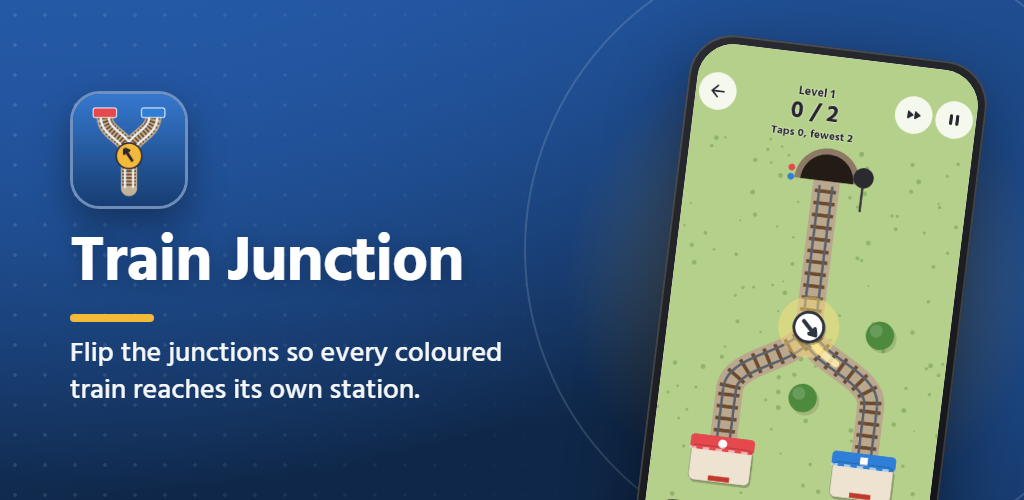 Train Junction
Flip the junctions so every coloured
train reaches its own station.
Level 1
0 / 2
Taps 0, fewest 2